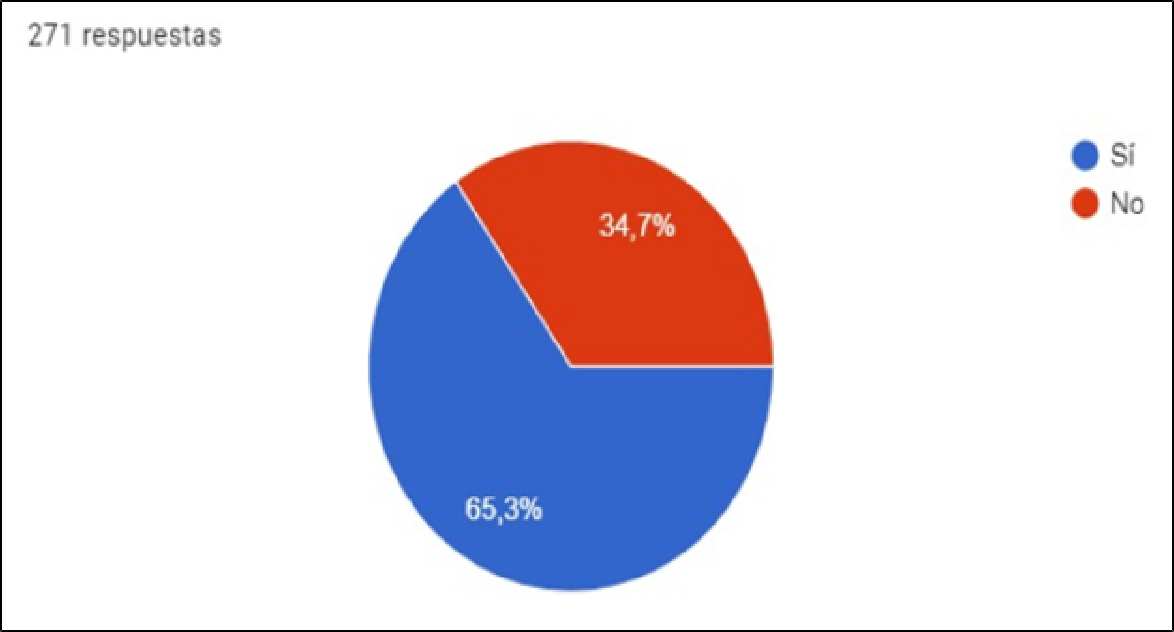 271 respuestas
Sí
No
34,7%
65,3%